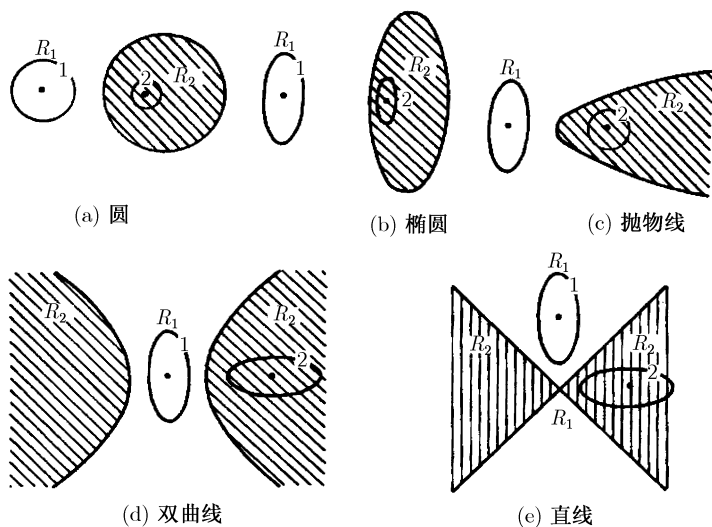 R₁ 1
2 R₂
R₁ 1
(a) 圆
R₂
2
(b) 椭圆
R₁
R₂
2
(c) 抛物线
R₂
R₁
1
R₂
2
(d) 双曲线
R₁
1
R₂
R₂
2
R₁
(e) 直线